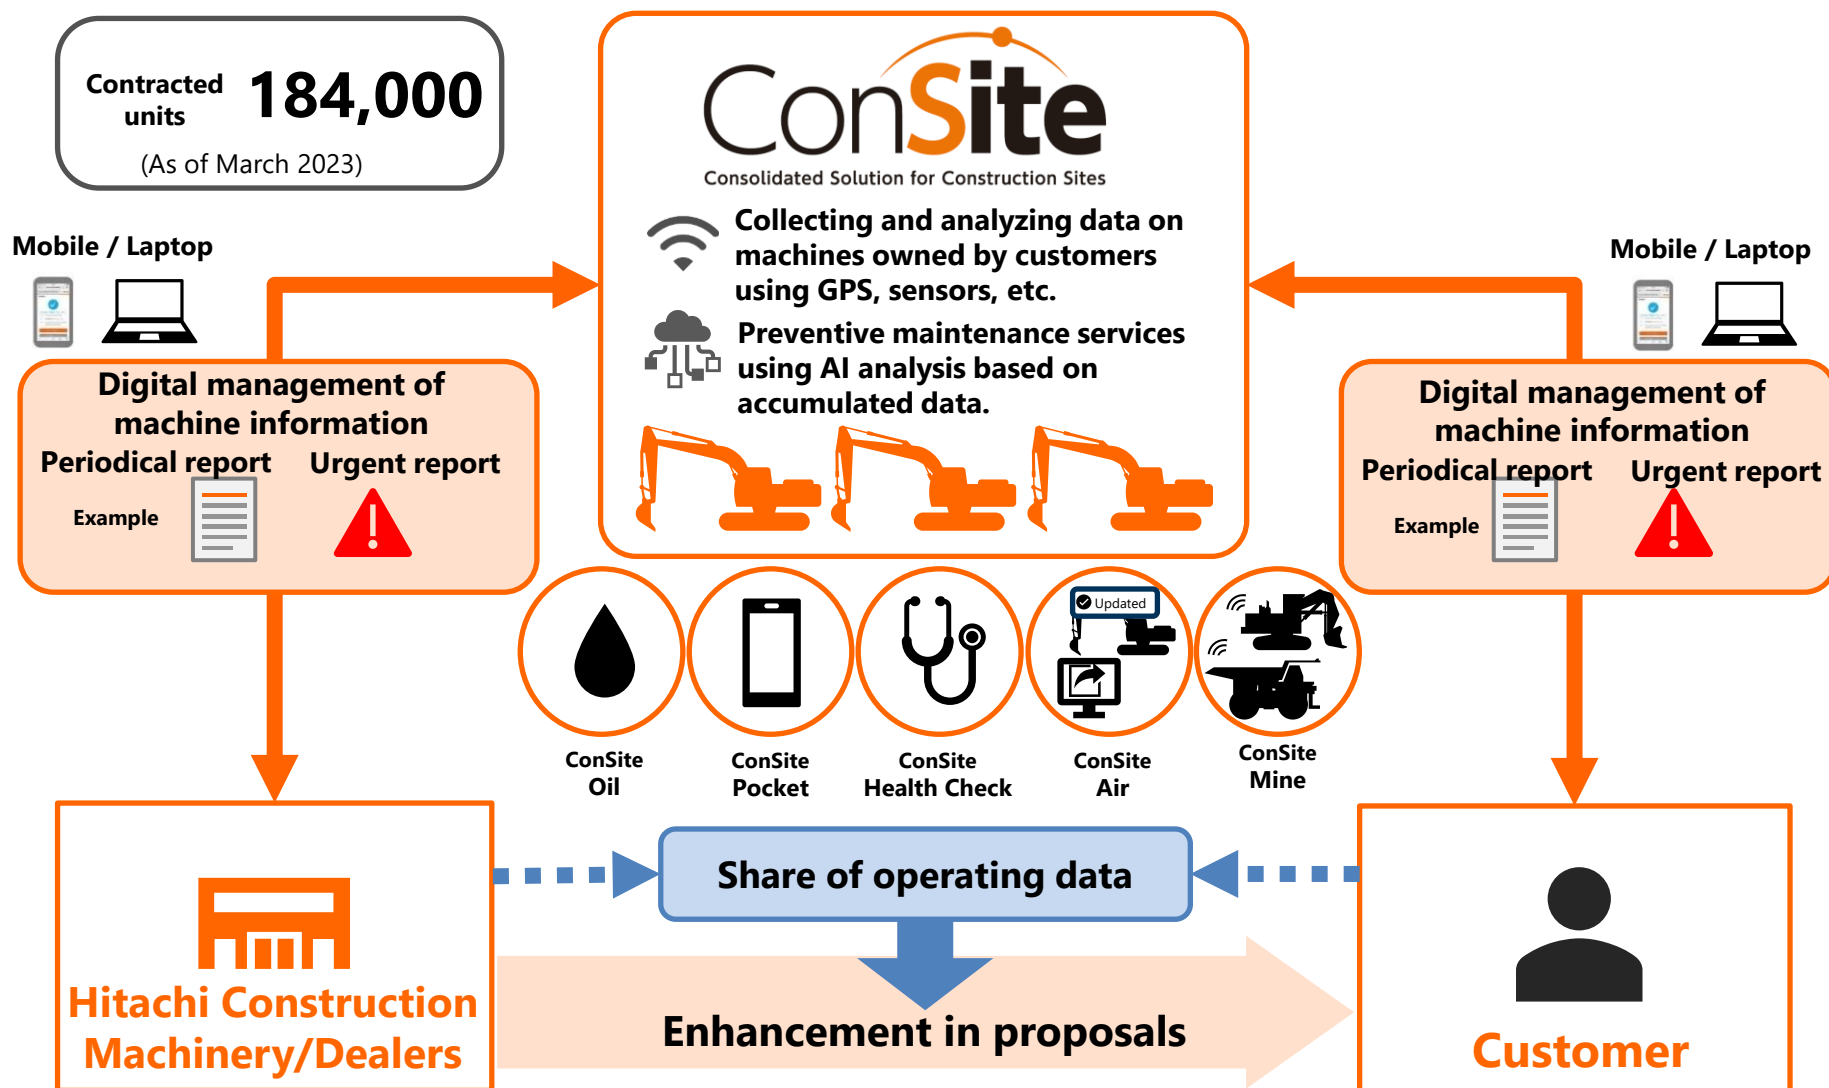 Contracted
units
184,000
(As of March 2023)
ConSite
Consolidated Solution for Construction Sites
Collecting and analyzing data on
machines owned by customers
using GPS, sensors, etc.
Preventive maintenance services
using AI analysis based on
accumulated data.
Mobile / Laptop
Digital management of
machine information
Periodical report
Urgent report
Example
Mobile / Laptop
Digital management of
machine information
Periodical report
Urgent report
Example
Updated
ConSite
Oil
ConSite
Pocket
ConSite
Health Check
ConSite
Air
ConSite
Mine
Share of operating data
Enhancement in proposals
Hitachi Construction
Machinery/Dealers
Customer